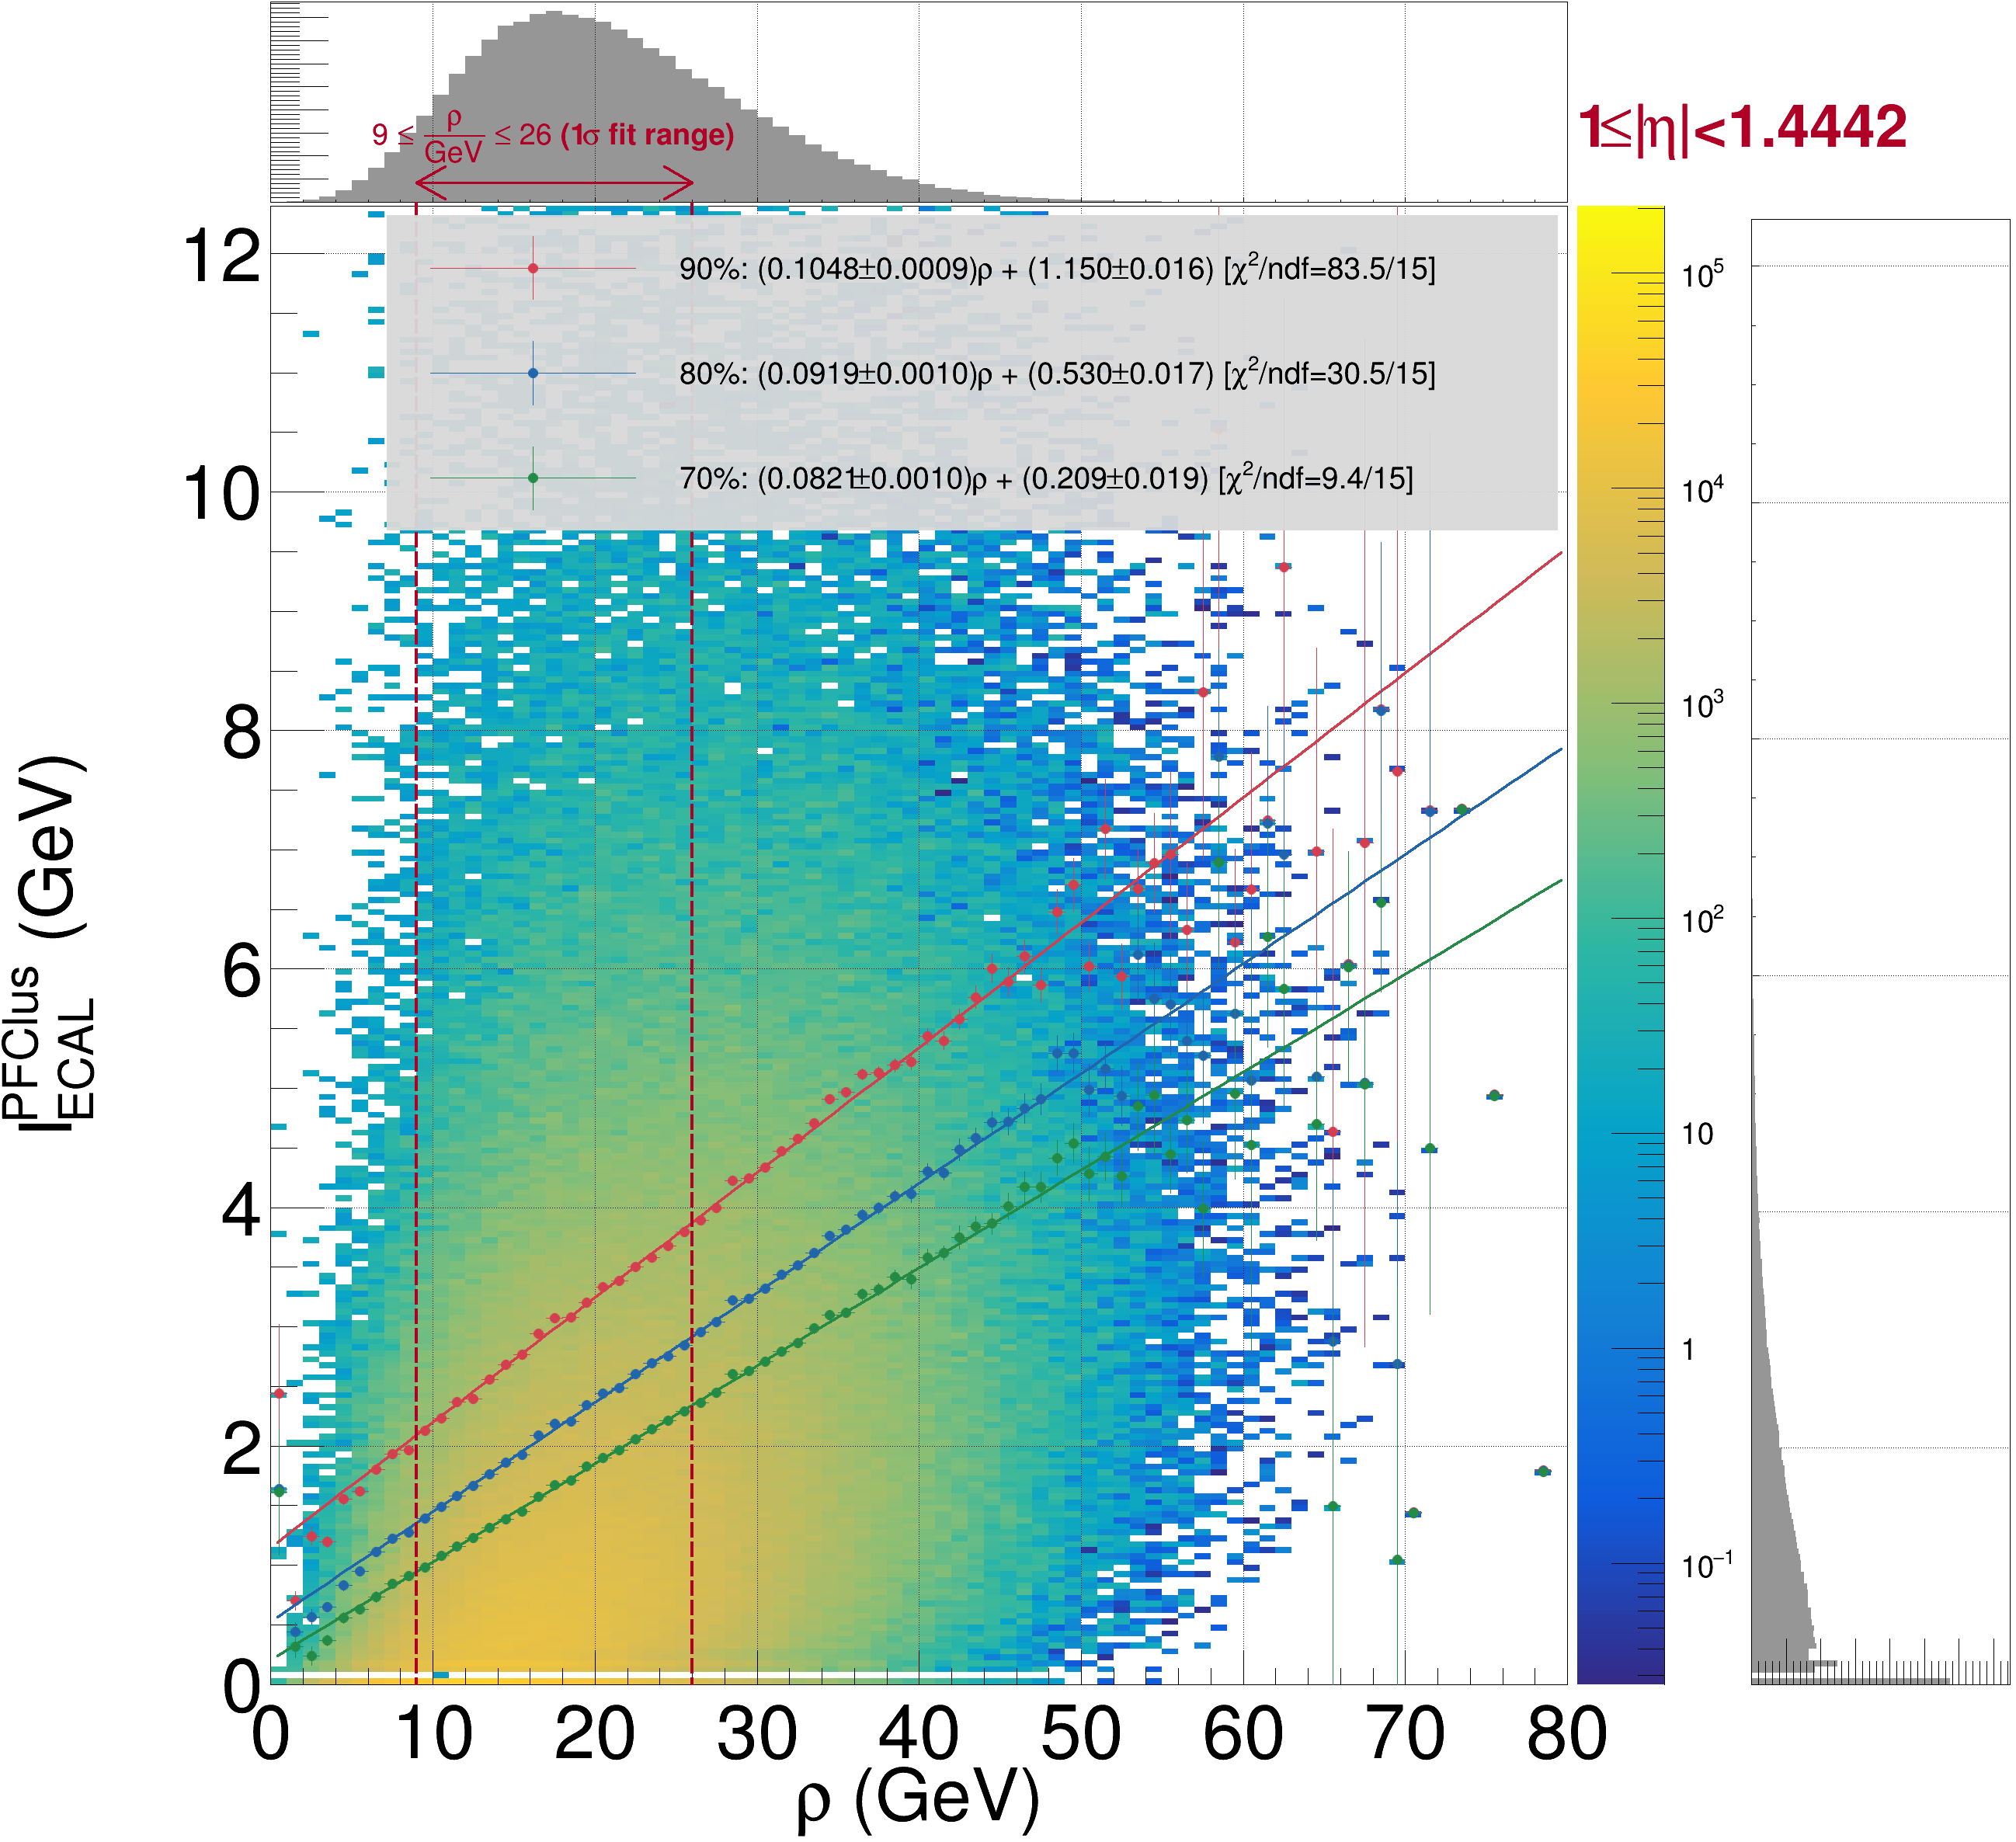 9 ≤ ρ/GeV ≤ 26 (1σ fit range)
1≤|η|<1.4442
90%: (0.1048±0.0009)ρ + (1.150±0.016) [χ²/ndf=83.5/15]
80%: (0.0919±0.0010)ρ + (0.530±0.017) [χ²/ndf=30.5/15]
70%: (0.0821±0.0010)ρ + (0.209±0.019) [χ²/ndf=9.4/15]
12
10
8
6
4
2
0
I_ECAL^PFClus (GeV)
0 10 20 30 40 50 60 70 80
ρ (GeV)
10⁵
10⁴
10³
10²
10
1
10⁻¹